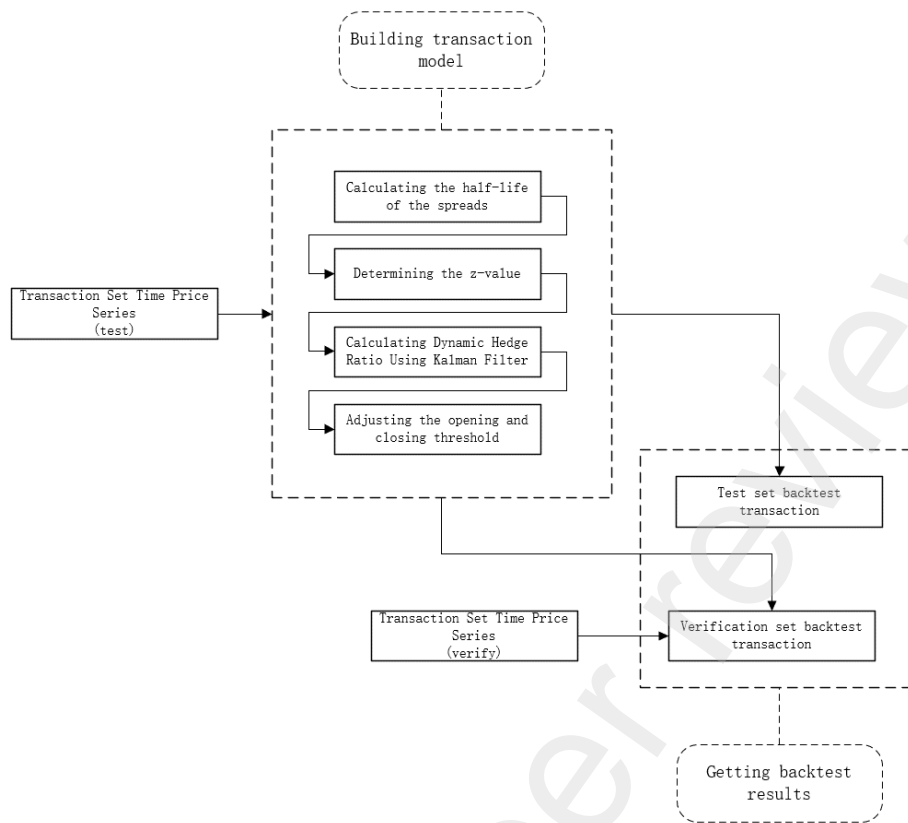 Building transaction
model
Calculating the half-life
of the spreads
Determining the z-value
Transaction Set Time Price
Series
(test)
Calculating Dynamic Hedge
Ratio Using Kalman Filter
Adjusting the opening and
closing threshold
Test set backtest
transaction
Transaction Set Time Price
Series
(verify)
Verification set backtest
transaction
Getting backtest
results
er review